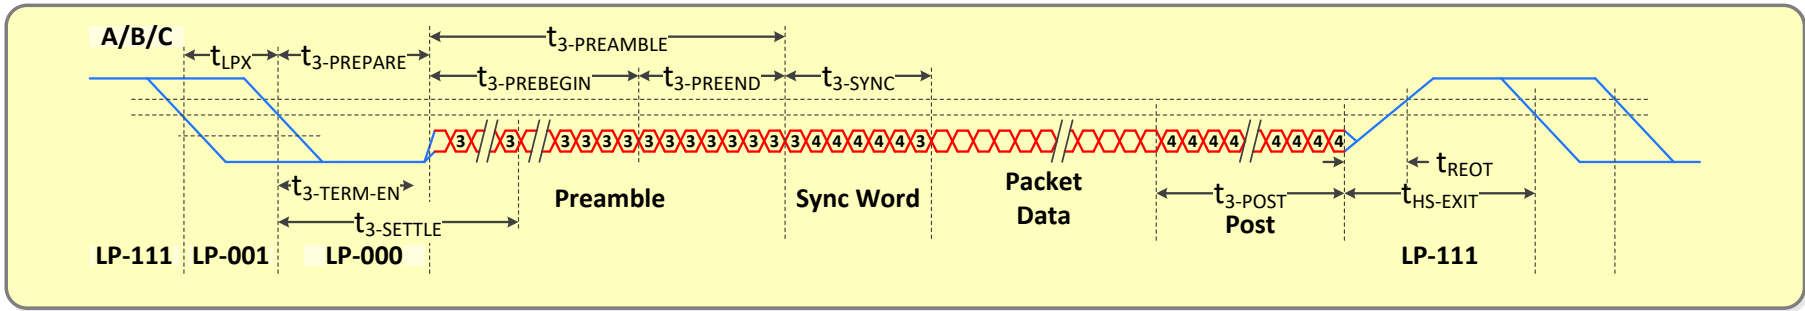 A/B/C
t3-PREAMBLE
tLPX t3-PREPARE
t3-PREBEGIN t3-PREEND t3-SYNC
3 3 3 3 3 3 3 3 3 3 3 3 3 3 4 4 4 4 4 3 4 4 4 4 4 4 4 4
tREOT
t3-TERM-EN
Preamble
Sync Word
Packet
Data
t3-POST
Post
tHS-EXIT
t3-SETTLE
LP-111 LP-001 LP-000 LP-111